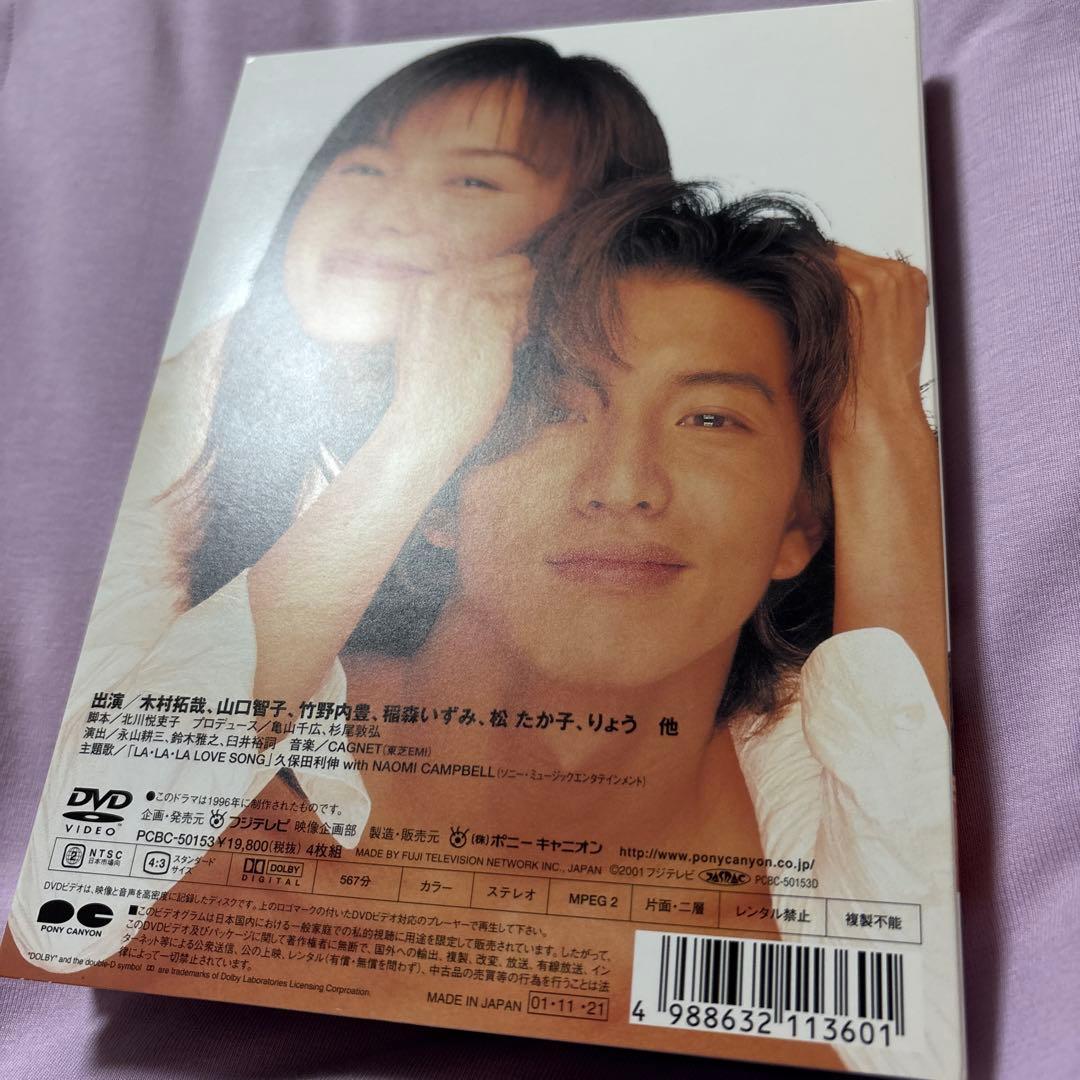 出演／木村拓哉、山口智子、竹野内豊、稲森いずみ、松 たか子、りょう 他
脚本／北川悦吏子 プロデュース／亀山千広、杉尾敦弘
演出／永山耕三、鈴木雅之、臼井裕詞 音楽／CAGNET(東芝EMI)
主題歌／「LA・LA・LA LOVE SONG」久保田利伸 with NAOMI CAMPBELL(ソニー・ミュージックエンタテインメント)
DVD VIDEO
●このドラマは1996年に制作されたものです。
企画・発売元 フジテレビ 映像企画部 製造・販売元 (株)ポニーキャニオン http://www.ponycanyon.co.jp/
PCBC-50153 ¥19,800(税抜) 4枚組 MADE BY FUJI TELEVISION NETWORK INC., JAPAN ©2001 フジテレビ JASRAC PCBC-50153D
2 NTSC 日本市場向 4:3 スタンダードサイズ DOLBY DIGITAL 567分 カラー ステレオ MPEG 2 片面・二層 レンタル禁止 複製不能
DVDビデオは、映像と音声を高密度に記録したディスクです。上のロゴマークの付いたDVDビデオ対応のプレーヤーで再生して下さい。
PC PONY CANYON
■このビデオグラムは日本国内における一般家庭での私的視聴に用途を限定して販売されています。したがって、
このDVDビデオ及びパッケージに関して著作権者に無断で、国外への輸出、複製、改変、放送、有線放送、イン
ターネット等による公衆送信、公の上映、レンタル(有償・無償を問わず)、中古品の売買等の行為を行うことは法
律によって一切禁止されています。
"DOLBY" and the double-D symbol are trademarks of Dolby Laboratories Licensing Corproation.
MADE IN JAPAN 01・11・21
4 988632 113601